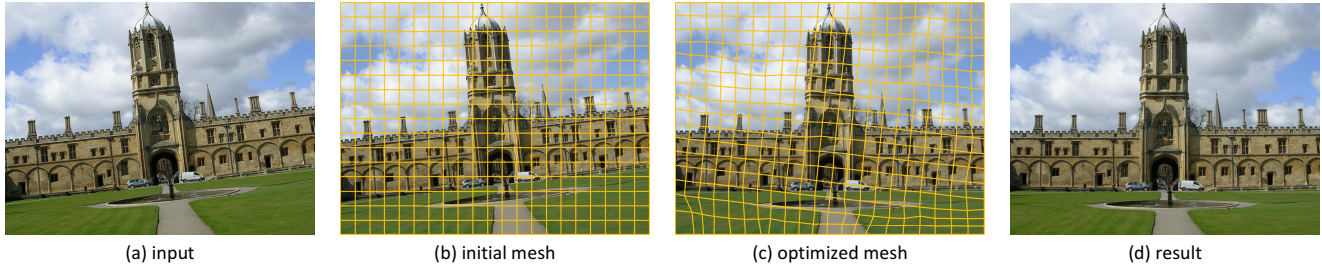 (a) input
(b) initial mesh
(c) optimized mesh
(d) result